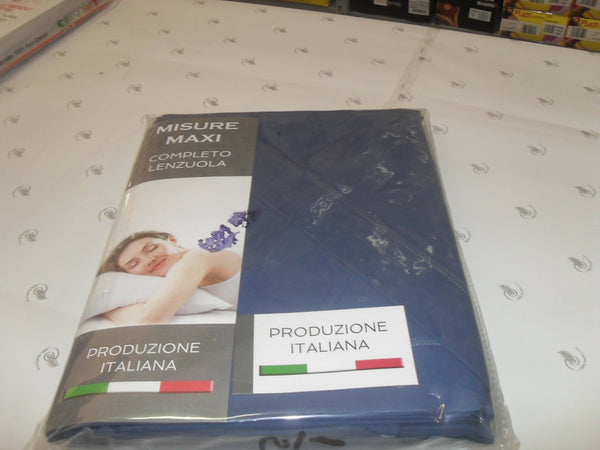 MISURE
MAXI
COMPLETO
LENZUOLA
PRODUZIONE
ITALIANA
PRODUZIONE
ITALIANA